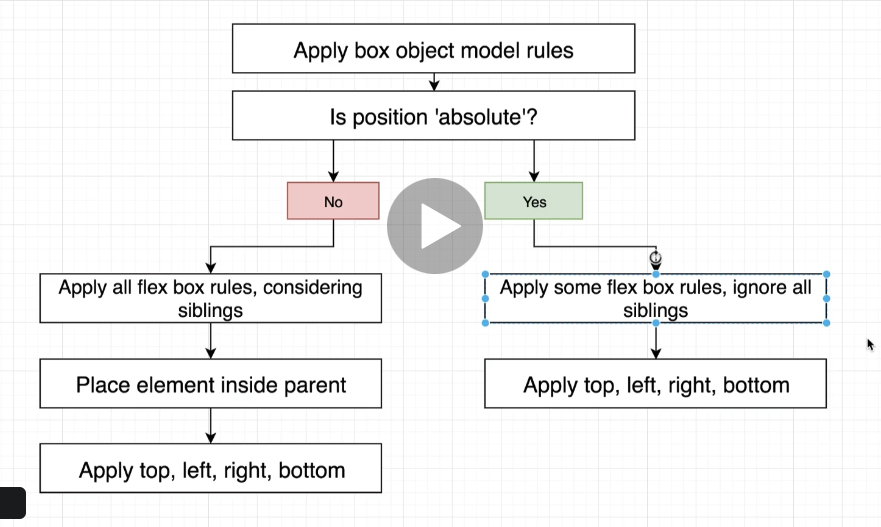 Apply box object model rules
Is position 'absolute'?
No
Yes
Apply all flex box rules, considering
siblings
Apply some flex box rules, ignore all
siblings
Place element inside parent
Apply top, left, right, bottom
Apply top, left, right, bottom